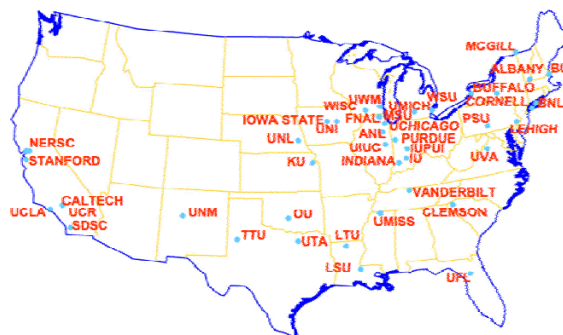 MCGILL
ALBANY BU
BUFFALO
CORNELL
BNL
WISC UWM
UMICH WSU
IOWA STATE FNAL MSU
UNI
PSU LEHIGH
UNL ANL UCHICAGO
UIUC PURDUE
IUPUI
KU INDIANA IU
UVA
NERSC
STANFORD
VANDERBILT
CALTECH
UCLA UCR
SDSC
UNM
OU
UMISS CLEMSON
TTU UTA LTU
LSU
UFL